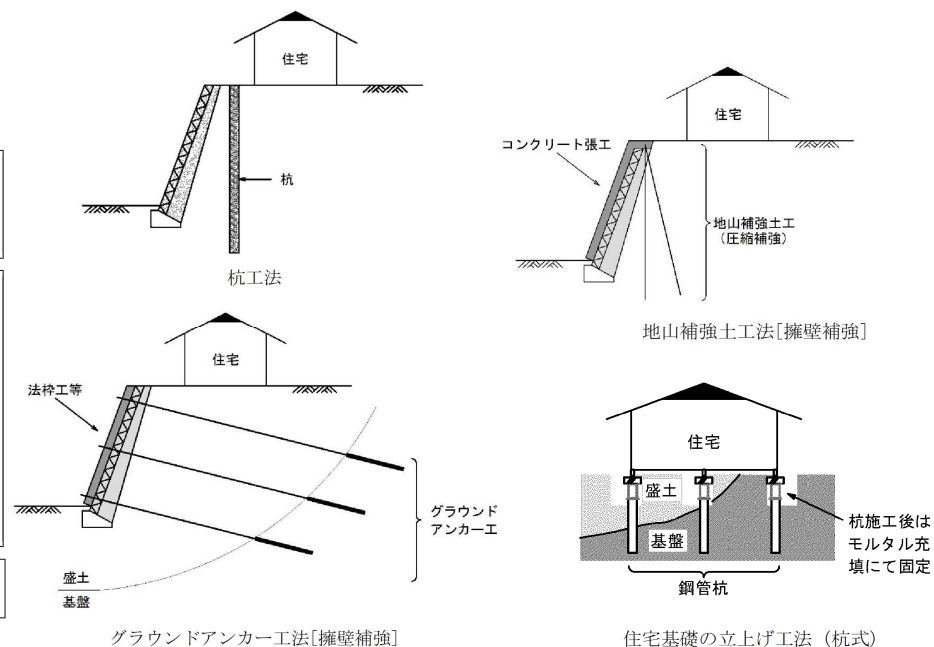 住宅
杭
杭工法
住宅
コンクリート張工
地山補強土工
（圧縮補強）
地山補強土工法[擁壁補強]
住宅
法枠工等
グラウンド
アンカー工
盛土
基盤
グラウンドアンカー工法[擁壁補強]
住宅
盛土
基盤
杭施工後は
モルタル充
填にて固定
鋼管杭
住宅基礎の立上げ工法（杭式）